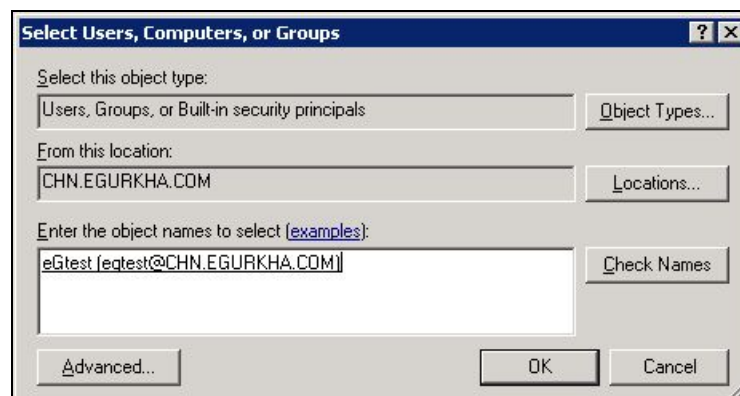 Select Users, Computers, or Groups
Select this object type:
Users, Groups, or Built-in security principals
Object Types...
From this location:
CHN.EGURKHA.COM
Locations...
Enter the object names to select (examples):
eGtest (egtest@CHN.EGURKHA.COM)
Check Names
Advanced...
OK
Cancel